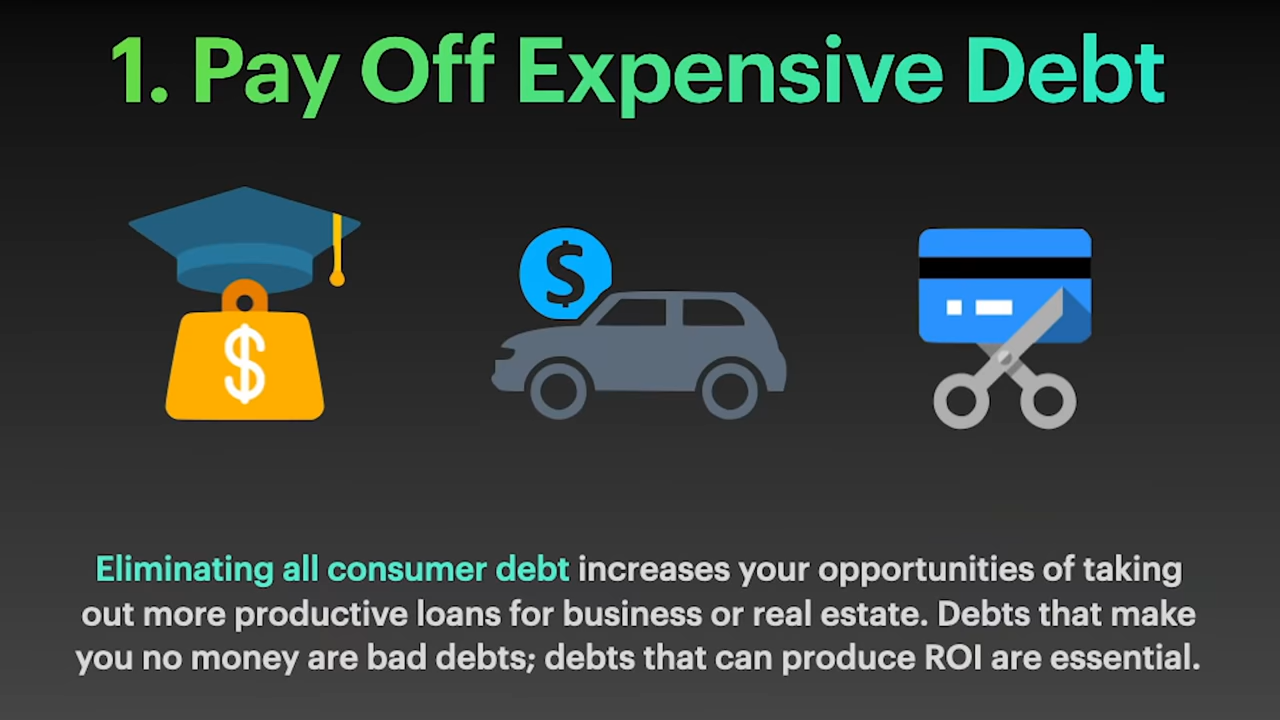 1. Pay Off Expensive Debt
$
$
Eliminating all consumer debt increases your opportunities of taking
out more productive loans for business or real estate. Debts that make
you no money are bad debts; debts that can produce ROI are essential.